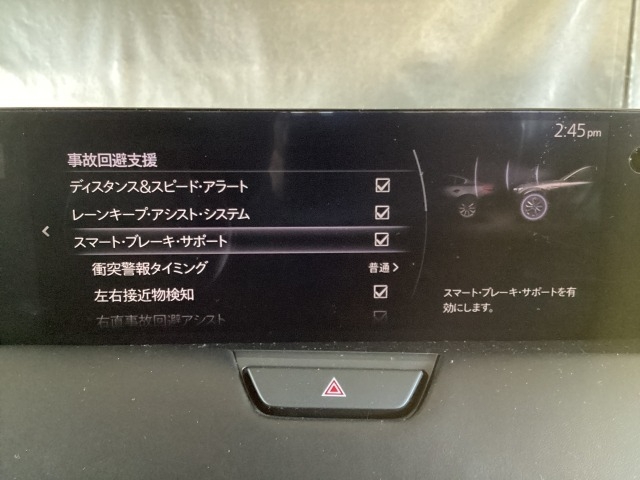 2:45pm
事故回避支援
ディスタンス&スピード・アラート
レーンキープ・アシスト・システム
スマート・ブレーキ・サポート
衝突警報タイミング 普通
左右接近物検知
右直事故回避アシスト
スマート・ブレーキ・サポートを有
効にします。